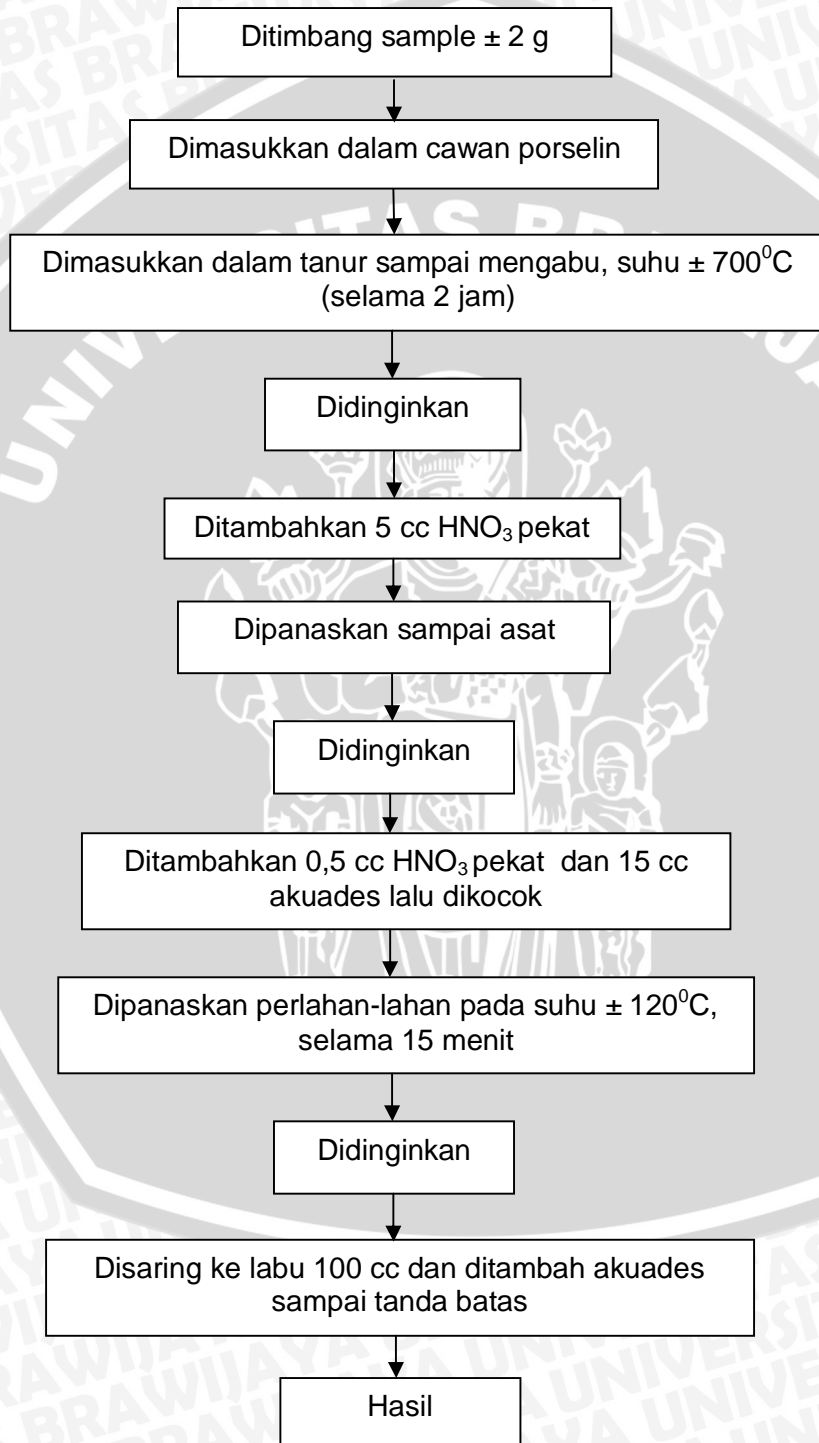 Ditimbang sample ± 2 g
Dimasukkan dalam cawan porselin
Dimasukkan dalam tanur sampai mengabu, suhu ± 700⁰C
(selama 2 jam)
Didinginkan
Ditambahkan 5 cc HNO₃ pekat
Dipanaskan sampai asat
Didinginkan
Ditambahkan 0,5 cc HNO₃ pekat dan 15 cc
akuades lalu dikocok
Dipanaskan perlahan-lahan pada suhu ± 120⁰C,
selama 15 menit
Didinginkan
Disaring ke labu 100 cc dan ditambah akuades
sampai tanda batas
Hasil